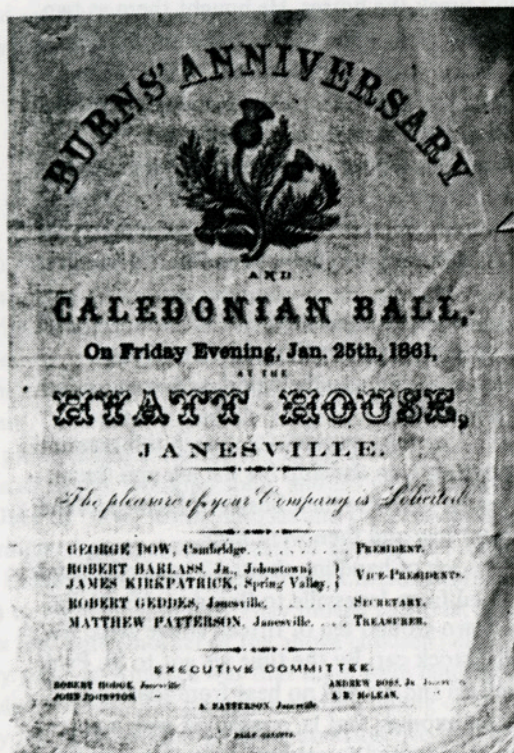 BURNS' ANNIVERSARY
AND
CALEDONIAN BALL,
On Friday Evening, Jan. 25th, 1861,
AT THE
HYATT HOUSE,
JANESVILLE.
The pleasure of your Company is Solicited.
GEORGE DOW, Cambridge, . . . . . . . . . PRESIDENT.
ROBERT BARLASS, JR., Johnstown, } VICE-PRESIDENTS.
JAMES KIRKPATRICK, Spring Valley,
ROBERT GEDDES, Janesville, . . . . . . . SECRETARY.
MATTHEW PATTERSON, Janesville, . . . TREASURER.
EXECUTIVE COMMITTEE.
ROBERT HODGE, Janesville ANDREW ROSS, JR.
JOHN JOHNSTON, " A. B. McLEAN,
A. PATTERSON, Janesville
DAILY GAZETTE.